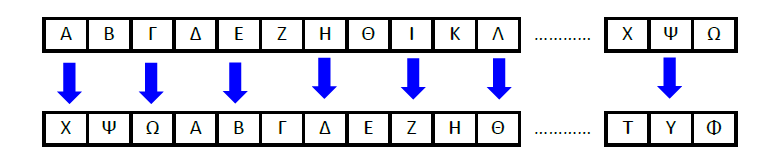 Α Β Γ Δ Ε Ζ Η Θ Ι Κ Λ ………… Χ Ψ Ω
Χ Ψ Ω Α Β Γ Δ Ε Ζ Η Θ ………… Τ Υ Φ